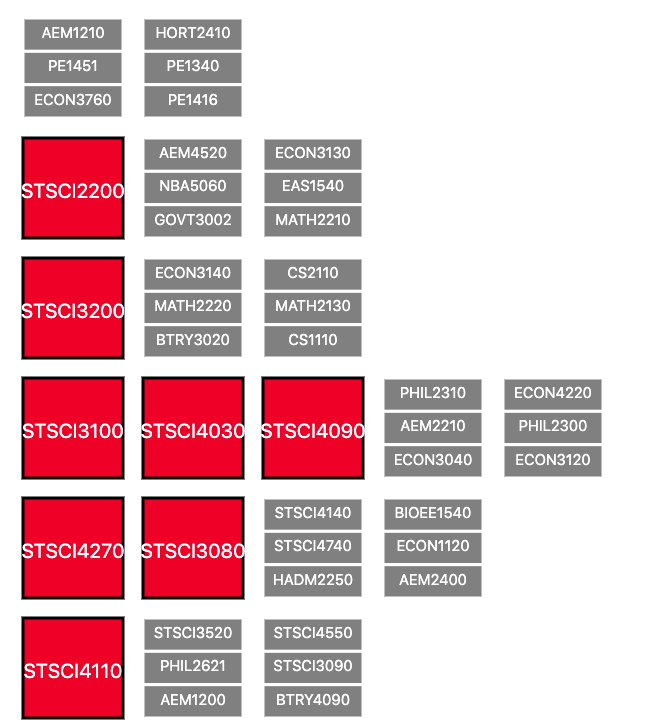 AEM1210 HORT2410
PE1451 PE1340
ECON3760 PE1416
STSCI2200
AEM4520 ECON3130
NBA5060 EAS1540
GOVT3002 MATH2210
STSCI3200
ECON3140 CS2110
MATH2220 MATH2130
BTRY3020 CS1110
STSCI3100 STSCI4030 STSCI4090
PHIL2310 ECON4220
AEM2210 PHIL2300
ECON3040 ECON3120
STSCI4270 STSCI3080
STSCI4140 BIOEE1540
STSCI4740 ECON1120
HADM2250 AEM2400
STSCI4110
STSCI3520 STSCI4550
PHIL2621 STSCI3090
AEM1200 BTRY4090